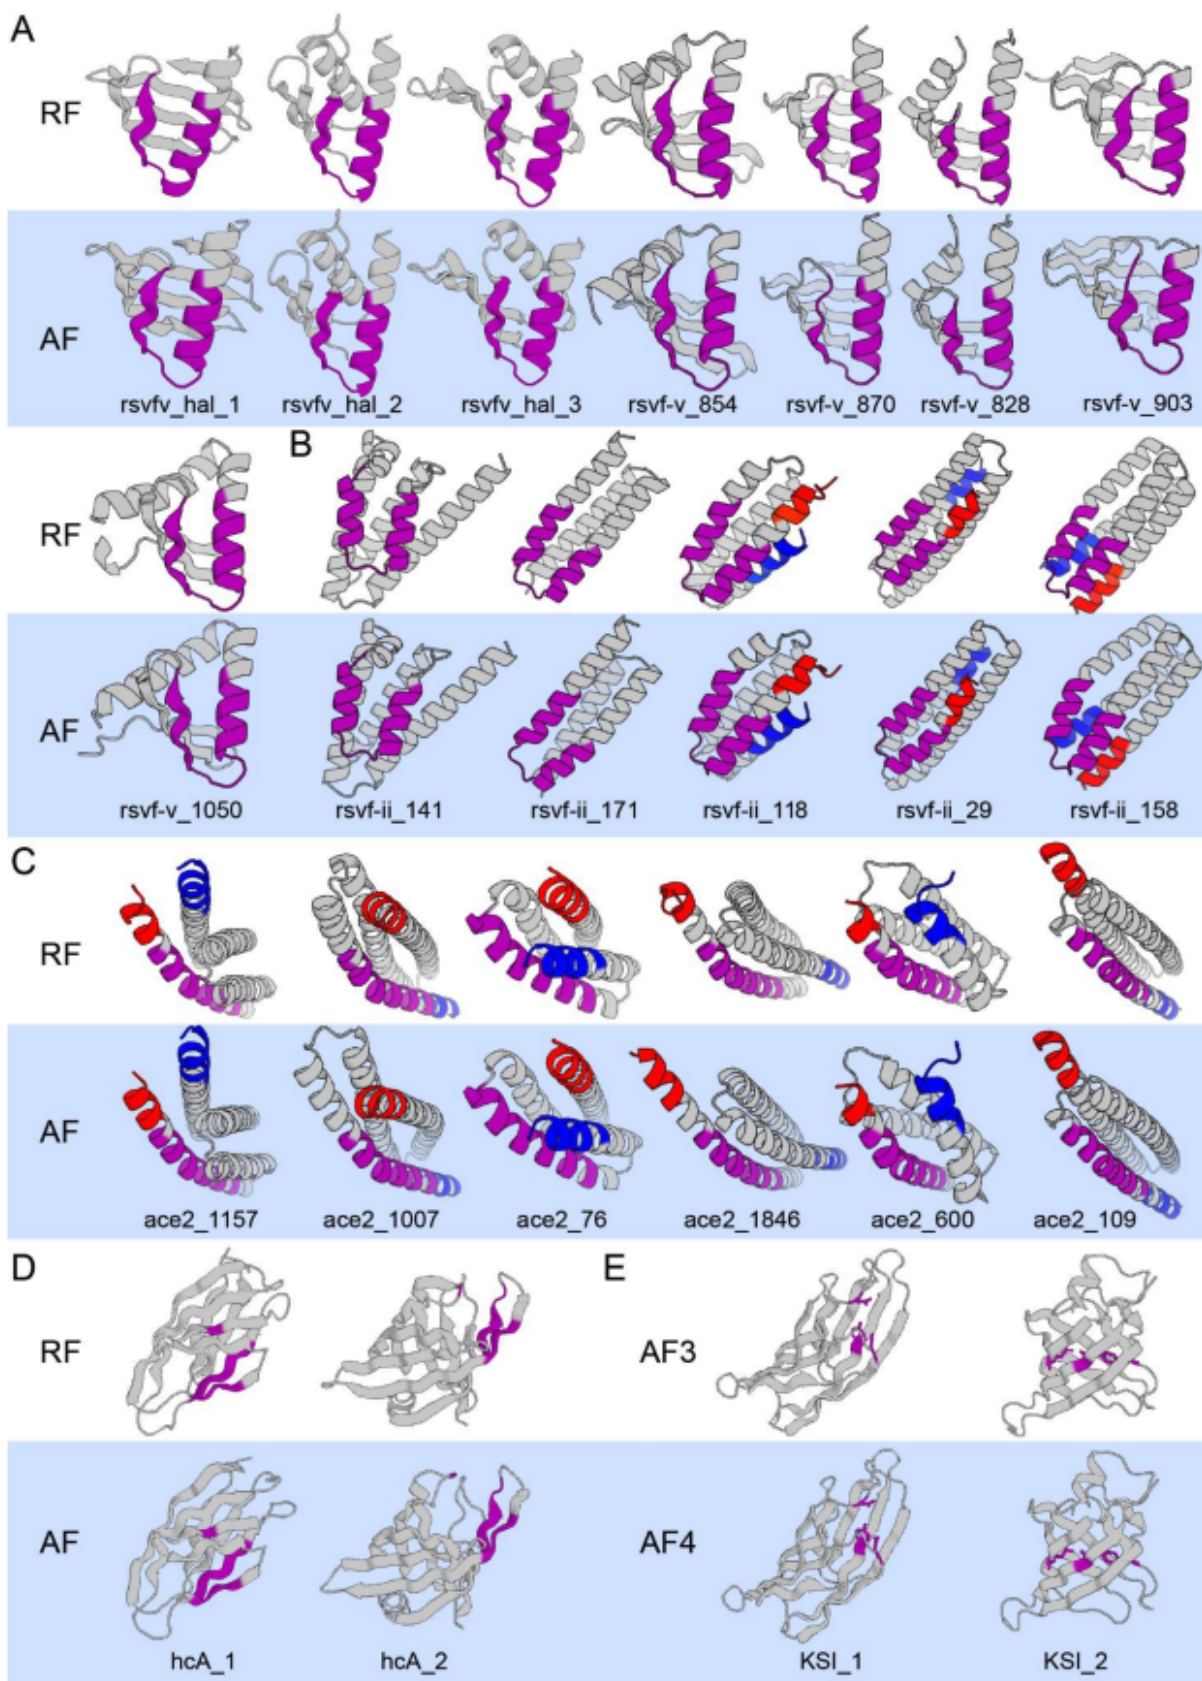 A
RF
AF
rsvfv_hal_1 rsvfv_hal_2 rsvfv_hal_3 rsvf-v_854 rsvf-v_870 rsvf-v_828 rsvf-v_903
B
RF
AF
rsvf-v_1050 rsvf-ii_141 rsvf-ii_171 rsvf-ii_118 rsvf-ii_29 rsvf-ii_158
C
RF
AF
ace2_1157 ace2_1007 ace2_76 ace2_1846 ace2_600 ace2_109
D E
RF AF3
AF AF4
hcA_1 hcA_2 KSI_1 KSI_2